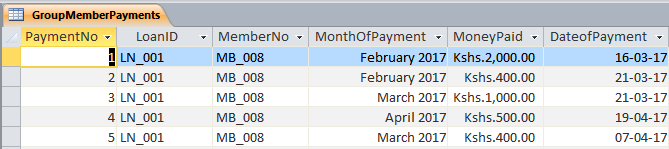 GroupMemberPayments
PaymentNo LoanID MemberNo MonthOfPayment MoneyPaid DateofPayment
1 LN_001 MB_008 February 2017 Kshs.2,000.00 16-03-17
2 LN_001 MB_008 February 2017 Kshs.400.00 21-03-17
3 LN_001 MB_008 March 2017 Kshs.1,000.00 21-03-17
4 LN_001 MB_008 April 2017 Kshs.500.00 19-04-17
5 LN_001 MB_008 March 2017 Kshs.400.00 07-04-17